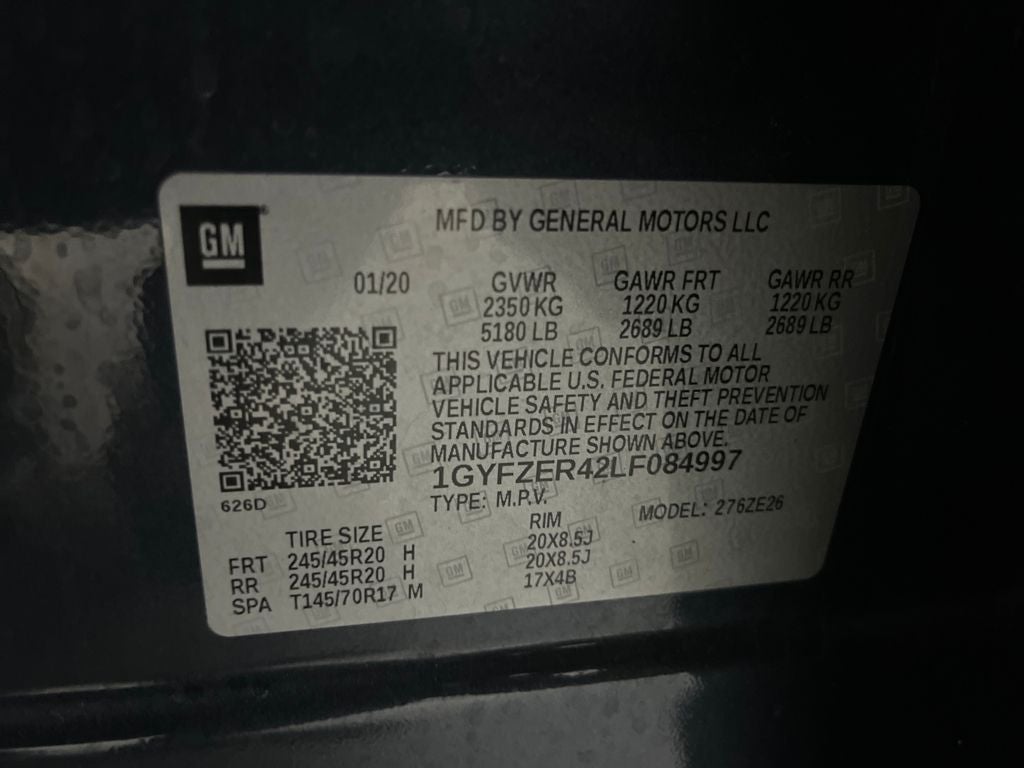 GM
MFD BY GENERAL MOTORS LLC
01/20 GVWR GAWR FRT GAWR RR
2350 KG 1220 KG 1220 KG
5180 LB 2689 LB 2689 LB
THIS VEHICLE CONFORMS TO ALL
APPLICABLE U.S. FEDERAL MOTOR
VEHICLE SAFETY AND THEFT PREVENTION
STANDARDS IN EFFECT ON THE DATE OF
MANUFACTURE SHOWN ABOVE.
1GYFZER42LF084997
626D
TYPE: M.P.V. MODEL: 276ZE26
TIRE SIZE RIM
FRT 245/45R20 H 20X8.5J
RR 245/45R20 H 20X8.5J
SPA T145/70R17 M 17X4B